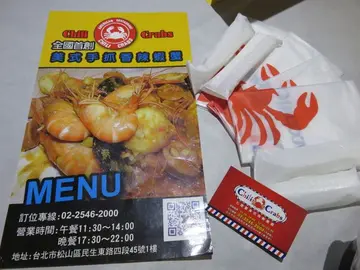 CHILI CRABS
Chili Crabs
全國首創
美式手抓香辣蝦蟹
MENU
訂位專線:02-2546-2000
營業時間:午餐11:30~14:00
晚餐17:30~22:00
地址:台北市松山區民生東路四段45號1樓
Chili Crabs